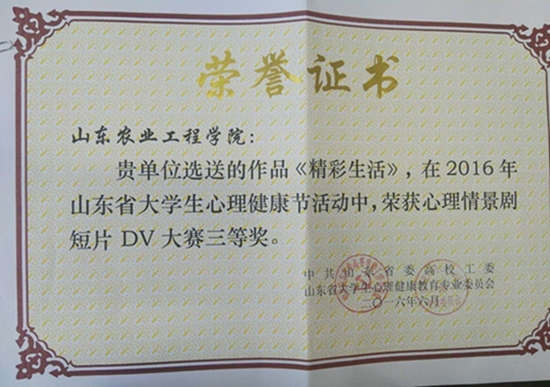 荣誉证书
山东农业工程学院：
贵单位选送的作品《精彩生活》，在2016年
山东省大学生心理健康节活动中，荣获心理情景剧
短片DV大赛三等奖。
中共山东省委高校工委
山东省大学生心理健康教育专业委员会
二〇一六年六月